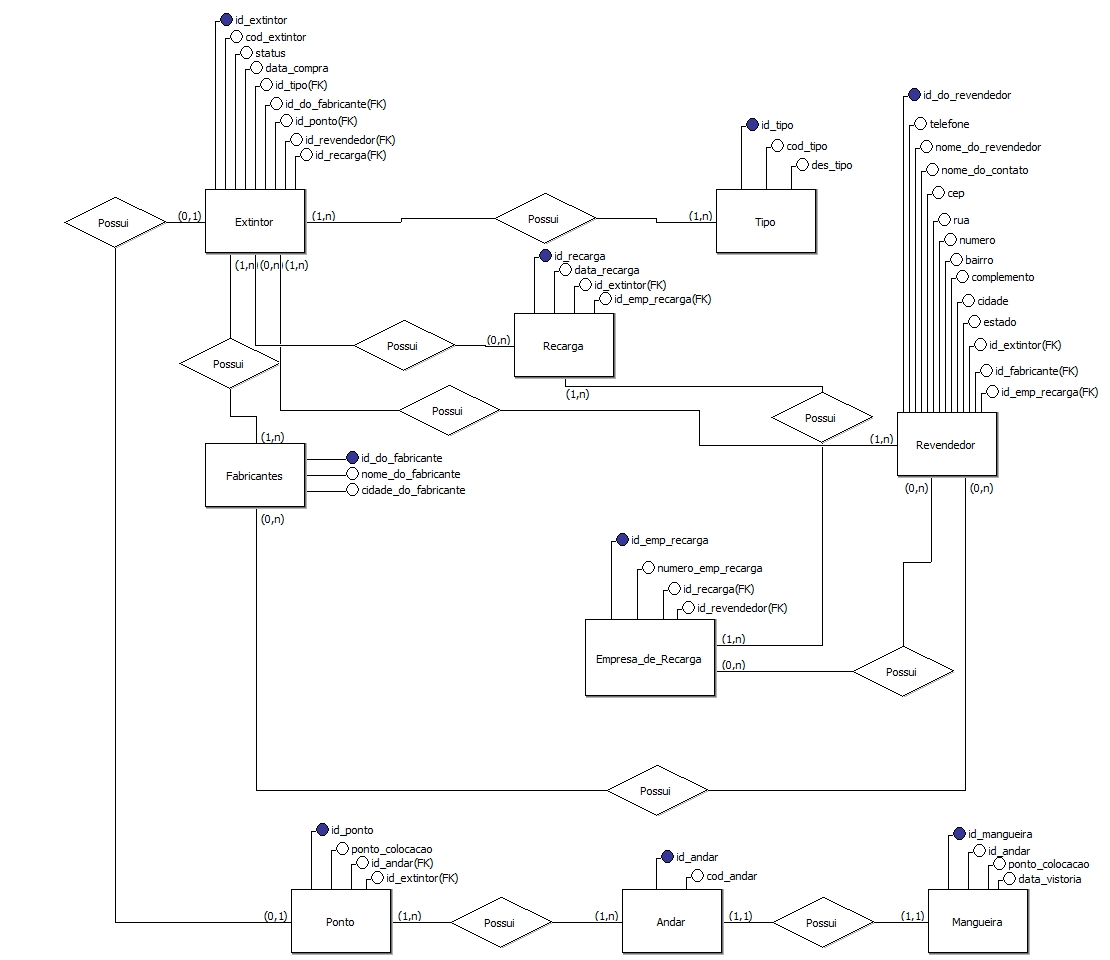 id_extintor
cod_extintor
status
data_compra
id_tipo(FK)
id_do_fabricante(FK)
id_ponto(FK)
id_revendedor(FK)
id_recarga(FK)
id_do_revendedor
telefone
nome_do_revendedor
nome_do_contato
cep
rua
numero
bairro
complemento
cidade
estado
id_extintor(FK)
id_fabricante(FK)
id_emp_recarga(FK)
id_tipo
cod_tipo
des_tipo
Possui
(0,1)
Extintor
(1,n)
Possui
(1,n)
Tipo
(1,n)
(0,n)
(1,n)
id_recarga
data_recarga
id_extintor(FK)
id_emp_recarga(FK)
Possui
(0,n)
Recarga
(1,n)
Possui
Possui
Possui
(1,n)
Revendedor
(0,n)
(0,n)
(1,n)
Fabricantes
id_do_fabricante
nome_do_fabricante
cidade_do_fabricante
(0,n)
id_emp_recarga
numero_emp_recarga
id_recarga(FK)
id_revendedor(FK)
Empresa_de_Recarga
(1,n)
(0,n)
Possui
Possui
id_ponto
ponto_colocacao
id_andar(FK)
id_extintor(FK)
id_andar
cod_andar
id_mangueira
id_andar
ponto_colocacao
data_vistoria
(0,1)
Ponto
(1,n)
Possui
(1,n)
Andar
(1,1)
Possui
(1,1)
Mangueira